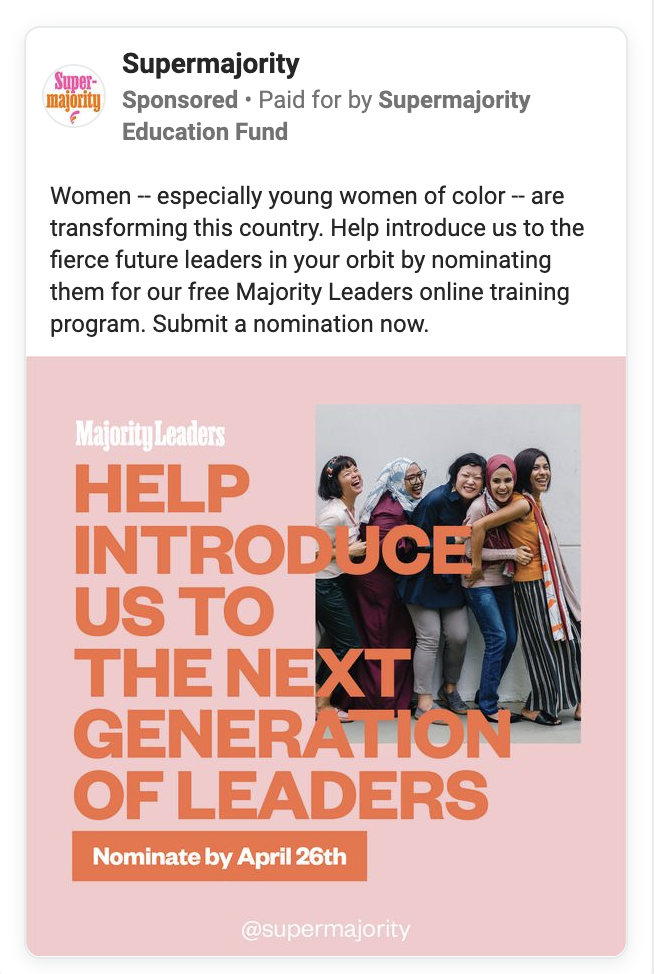 Super-
majority
Supermajority
Sponsored • Paid for by Supermajority
Education Fund
Women -- especially young women of color -- are
transforming this country. Help introduce us to the
fierce future leaders in your orbit by nominating
them for our free Majority Leaders online training
program. Submit a nomination now.
Majority Leaders
HELP
INTRODUCE
US TO
THE NEXT
GENERATION
OF LEADERS
Nominate by April 26th
@supermajority